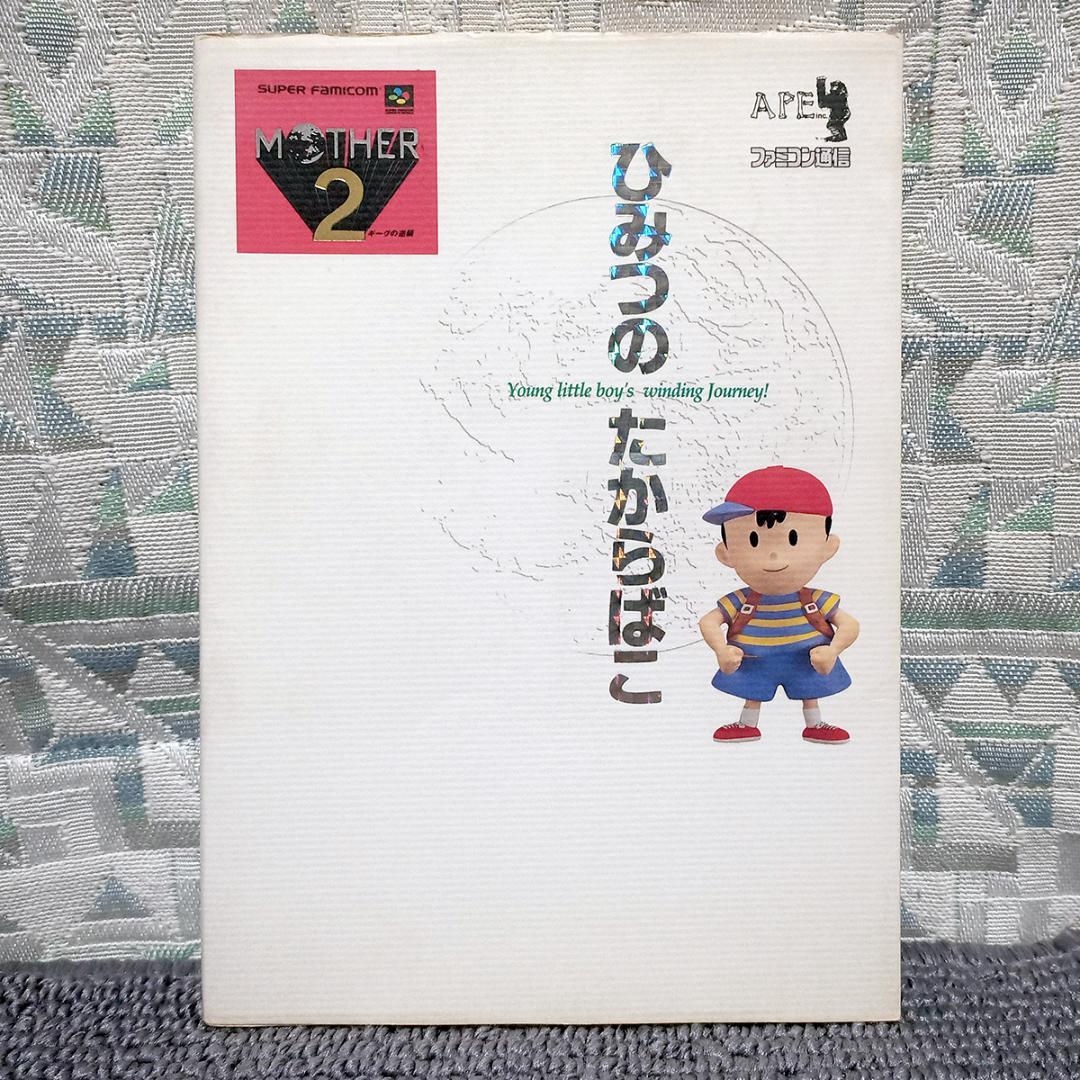 SUPER FAMICOM
MOTHER
2
ギーグの逆襲
APE inc.
ファミコン通信
ひみつの たからばこ
Young little boy's winding Journey!